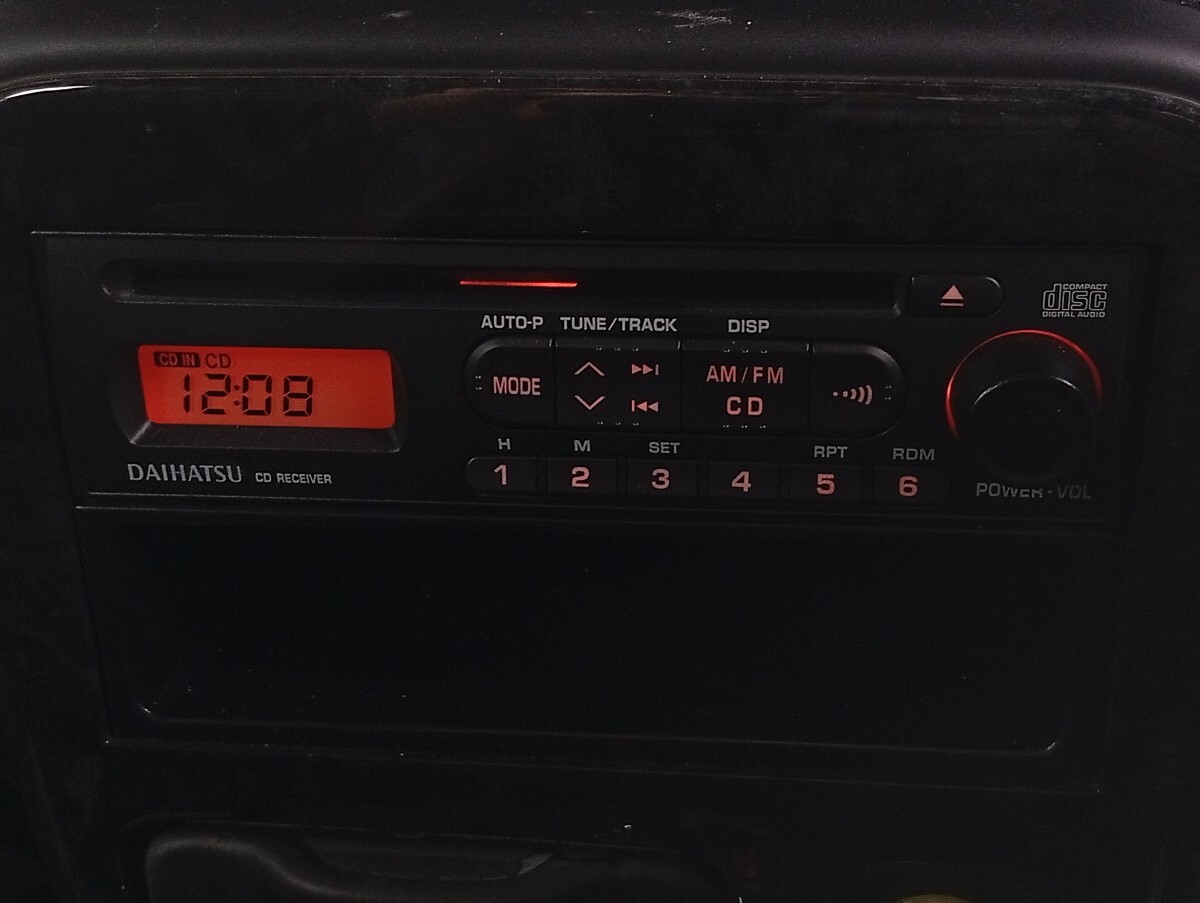 COMPACT
disc
DIGITAL AUDIO
AUTO-P TUNE/TRACK DISP
CD IN CD
12:08
MODE
AM/FM
CD
H M SET RPT RDM
1 2 3 4 5 6
DAIHATSU CD RECEIVER
POWER·VOL